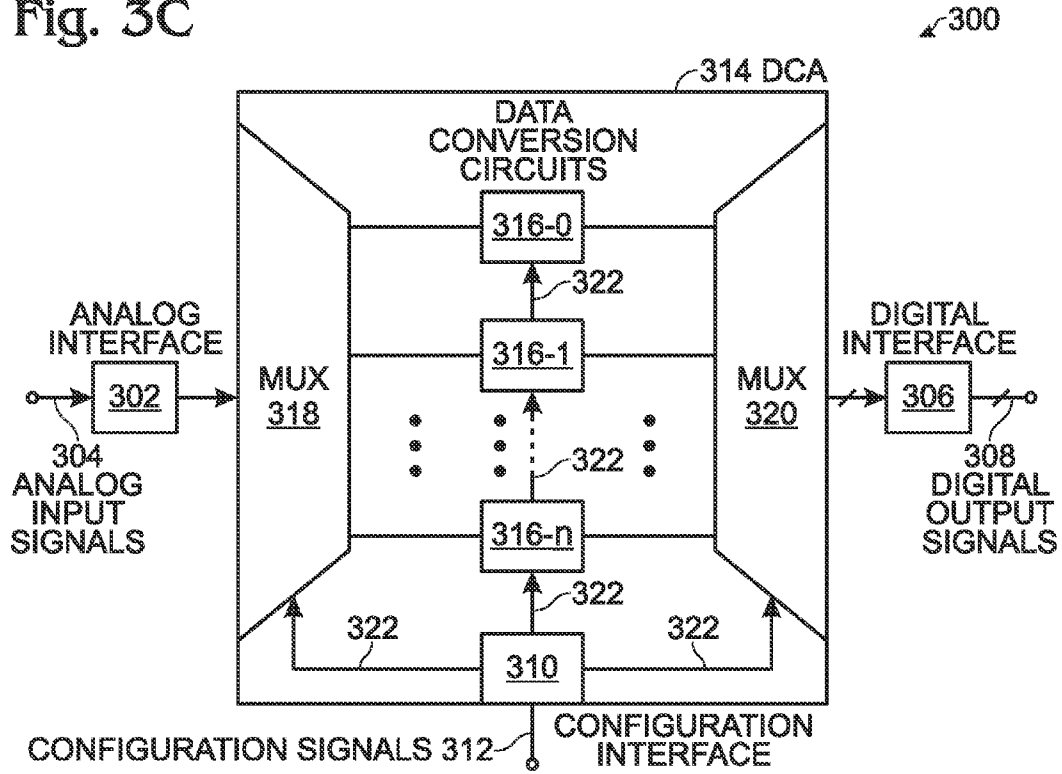 Fig. 3C
300
314 DCA
DATA
CONVERSION
CIRCUITS
316-0
322
ANALOG
INTERFACE
302
304
ANALOG
INPUT
SIGNALS
MUX
318
316-1
322
316-n
322
MUX
320
DIGITAL
INTERFACE
306
308
DIGITAL
OUTPUT
SIGNALS
322
310
322
CONFIGURATION SIGNALS 312
CONFIGURATION
INTERFACE